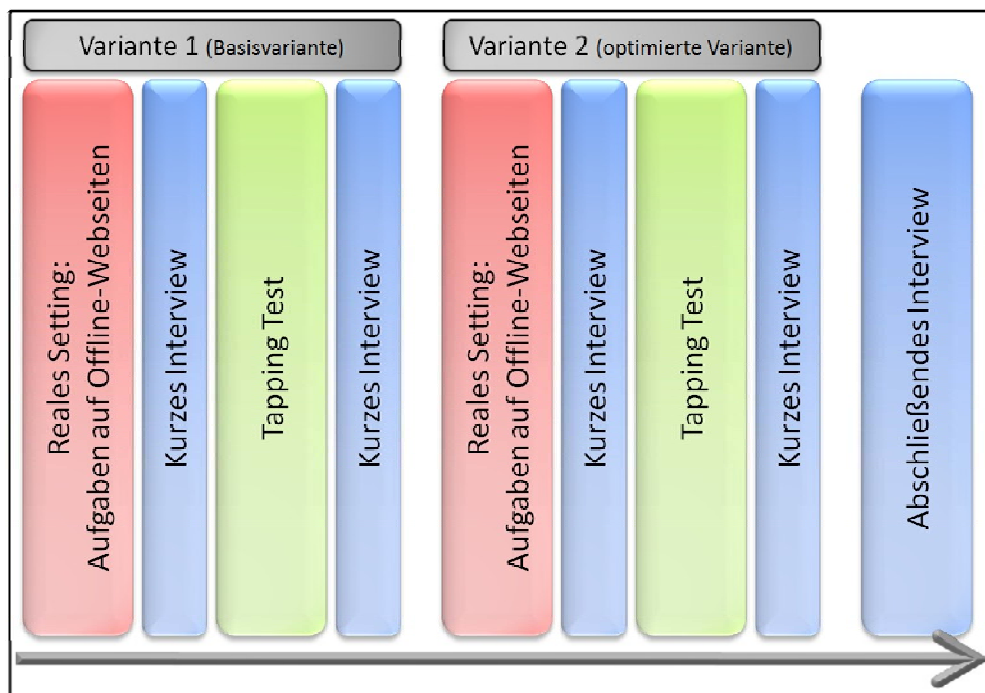 Variante 1 (Basisvariante)
Reales Setting:
Aufgaben auf Offline-Webseiten
Kurzes Interview
Tapping Test
Kurzes Interview
Variante 2 (optimierte Variante)
Reales Setting:
Aufgaben auf Offline-Webseiten
Kurzes Interview
Tapping Test
Kurzes Interview
Abschließendes Interview